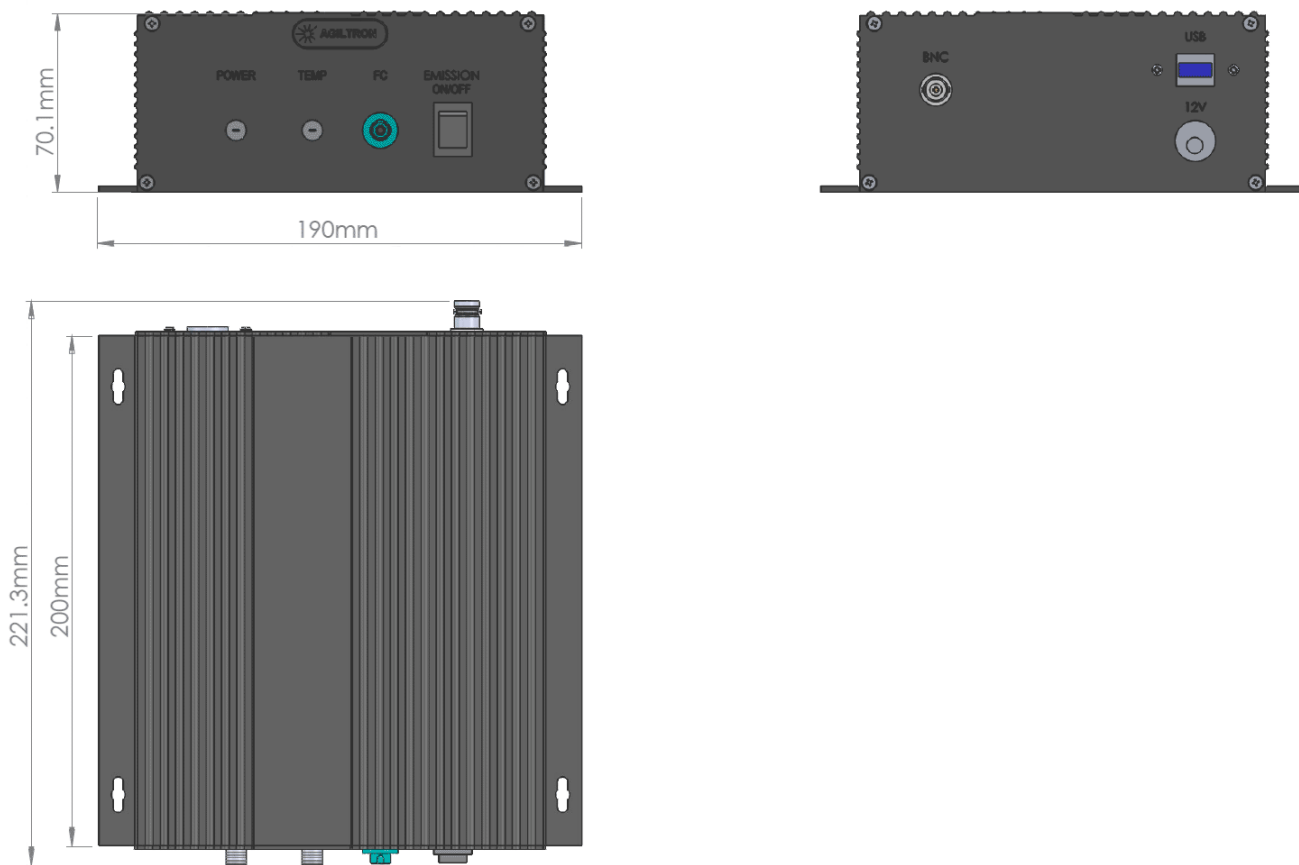 AGILTRON
POWER TEMP FC EMISSION
ON/OFF
70.1mm
190mm
BNC
USB
12V
221.3mm
200mm